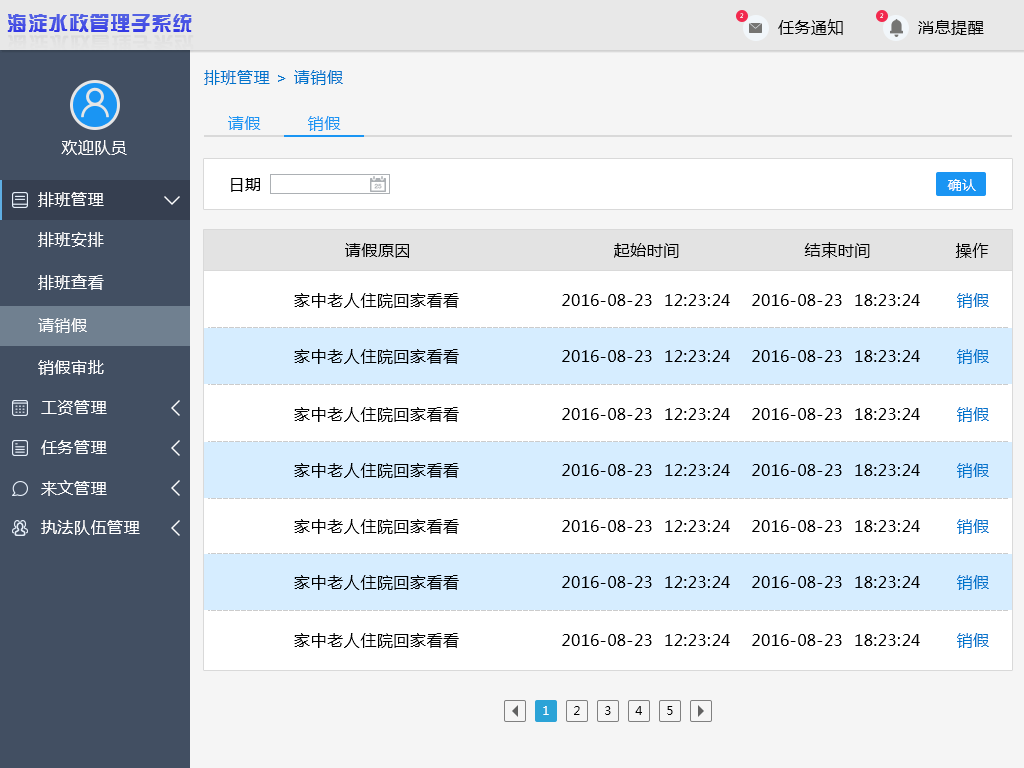 海淀水政管理子系统
2 任务通知 2 消息提醒
欢迎队员
排班管理
排班安排
排班查看
请销假
销假审批
工资管理
任务管理
来文管理
执法队伍管理
排班管理 > 请销假
请假 销假
日期 25 确认
请假原因 起始时间 结束时间 操作
家中老人住院回家看看 2016-08-23 12:23:24 2016-08-23 18:23:24 销假
家中老人住院回家看看 2016-08-23 12:23:24 2016-08-23 18:23:24 销假
家中老人住院回家看看 2016-08-23 12:23:24 2016-08-23 18:23:24 销假
家中老人住院回家看看 2016-08-23 12:23:24 2016-08-23 18:23:24 销假
家中老人住院回家看看 2016-08-23 12:23:24 2016-08-23 18:23:24 销假
家中老人住院回家看看 2016-08-23 12:23:24 2016-08-23 18:23:24 销假
家中老人住院回家看看 2016-08-23 12:23:24 2016-08-23 18:23:24 销假
1 2 3 4 5